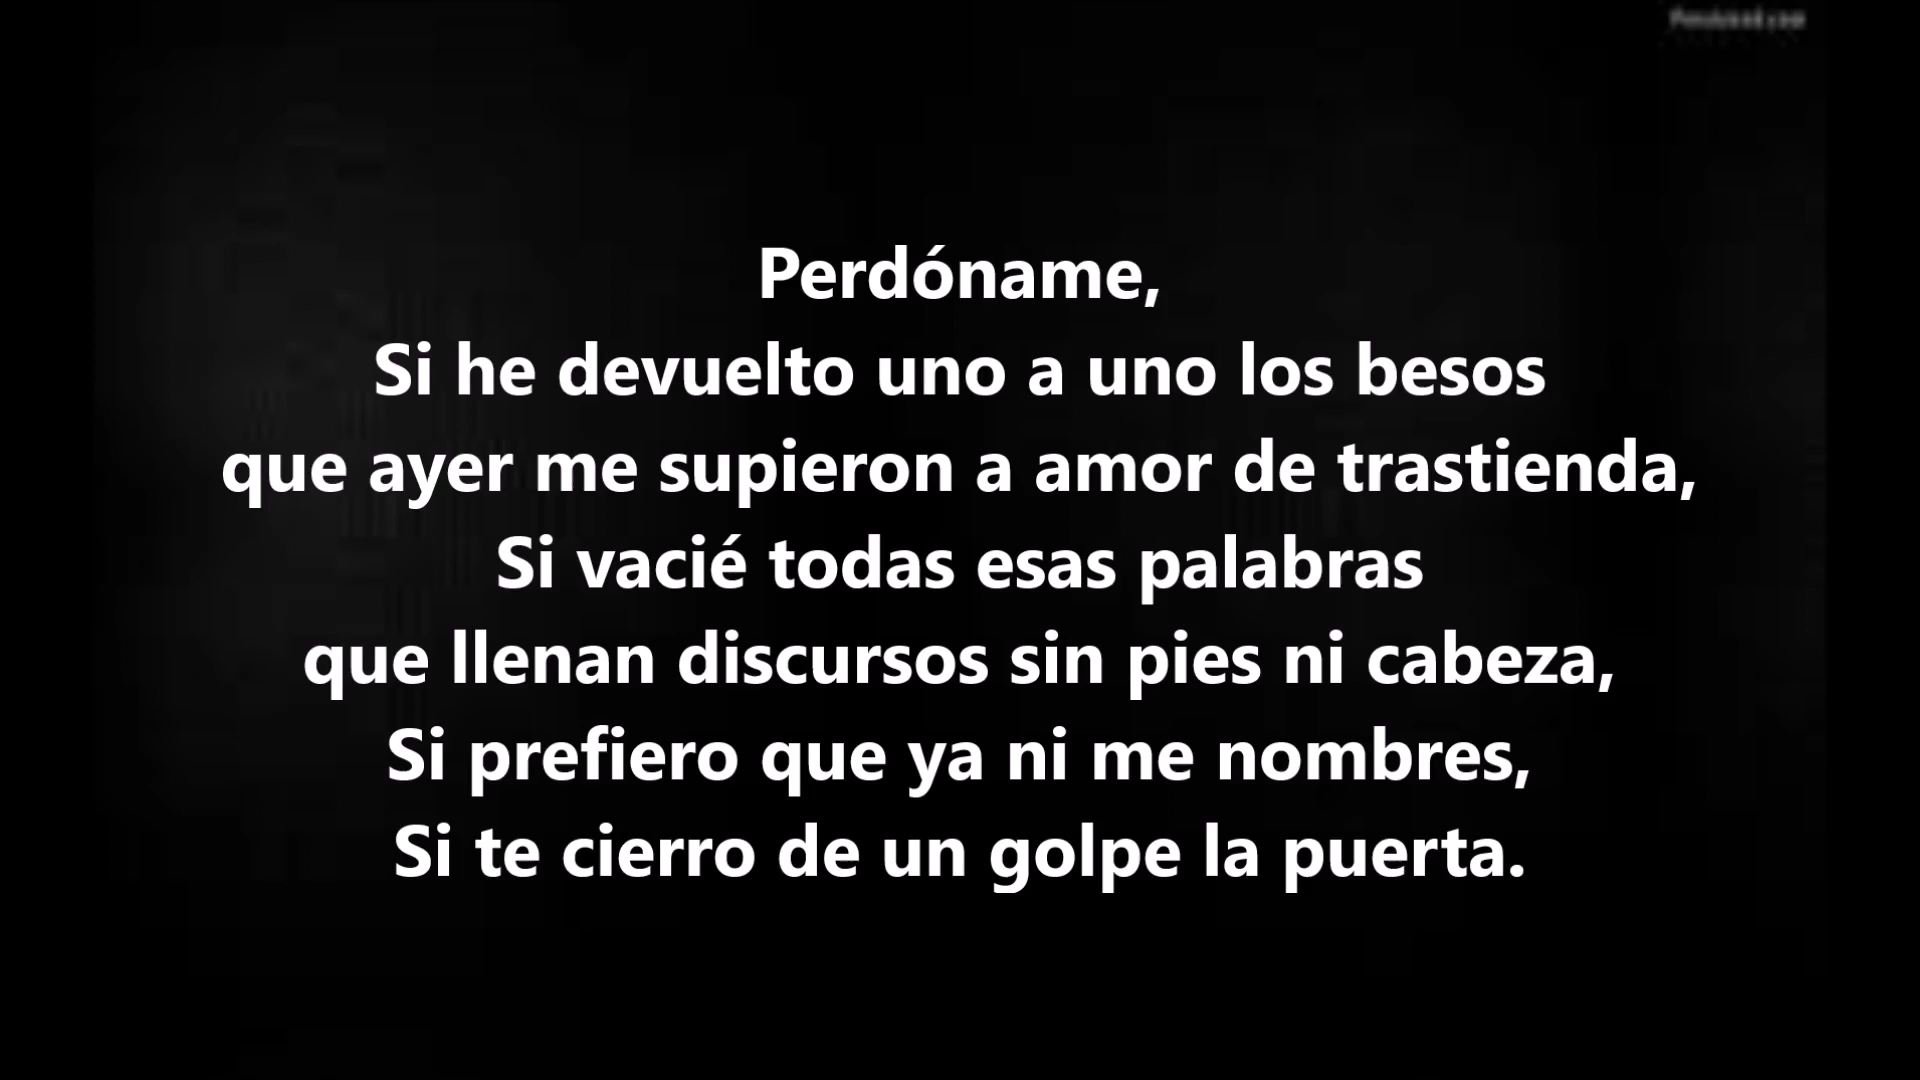 Perdóname,
Si he devuelto uno a uno los besos
que ayer me supieron a amor de trastienda,
Si vacié todas esas palabras
que llenan discursos sin pies ni cabeza,
Si prefiero que ya ni me nombres,
Si te cierro de un golpe la puerta.